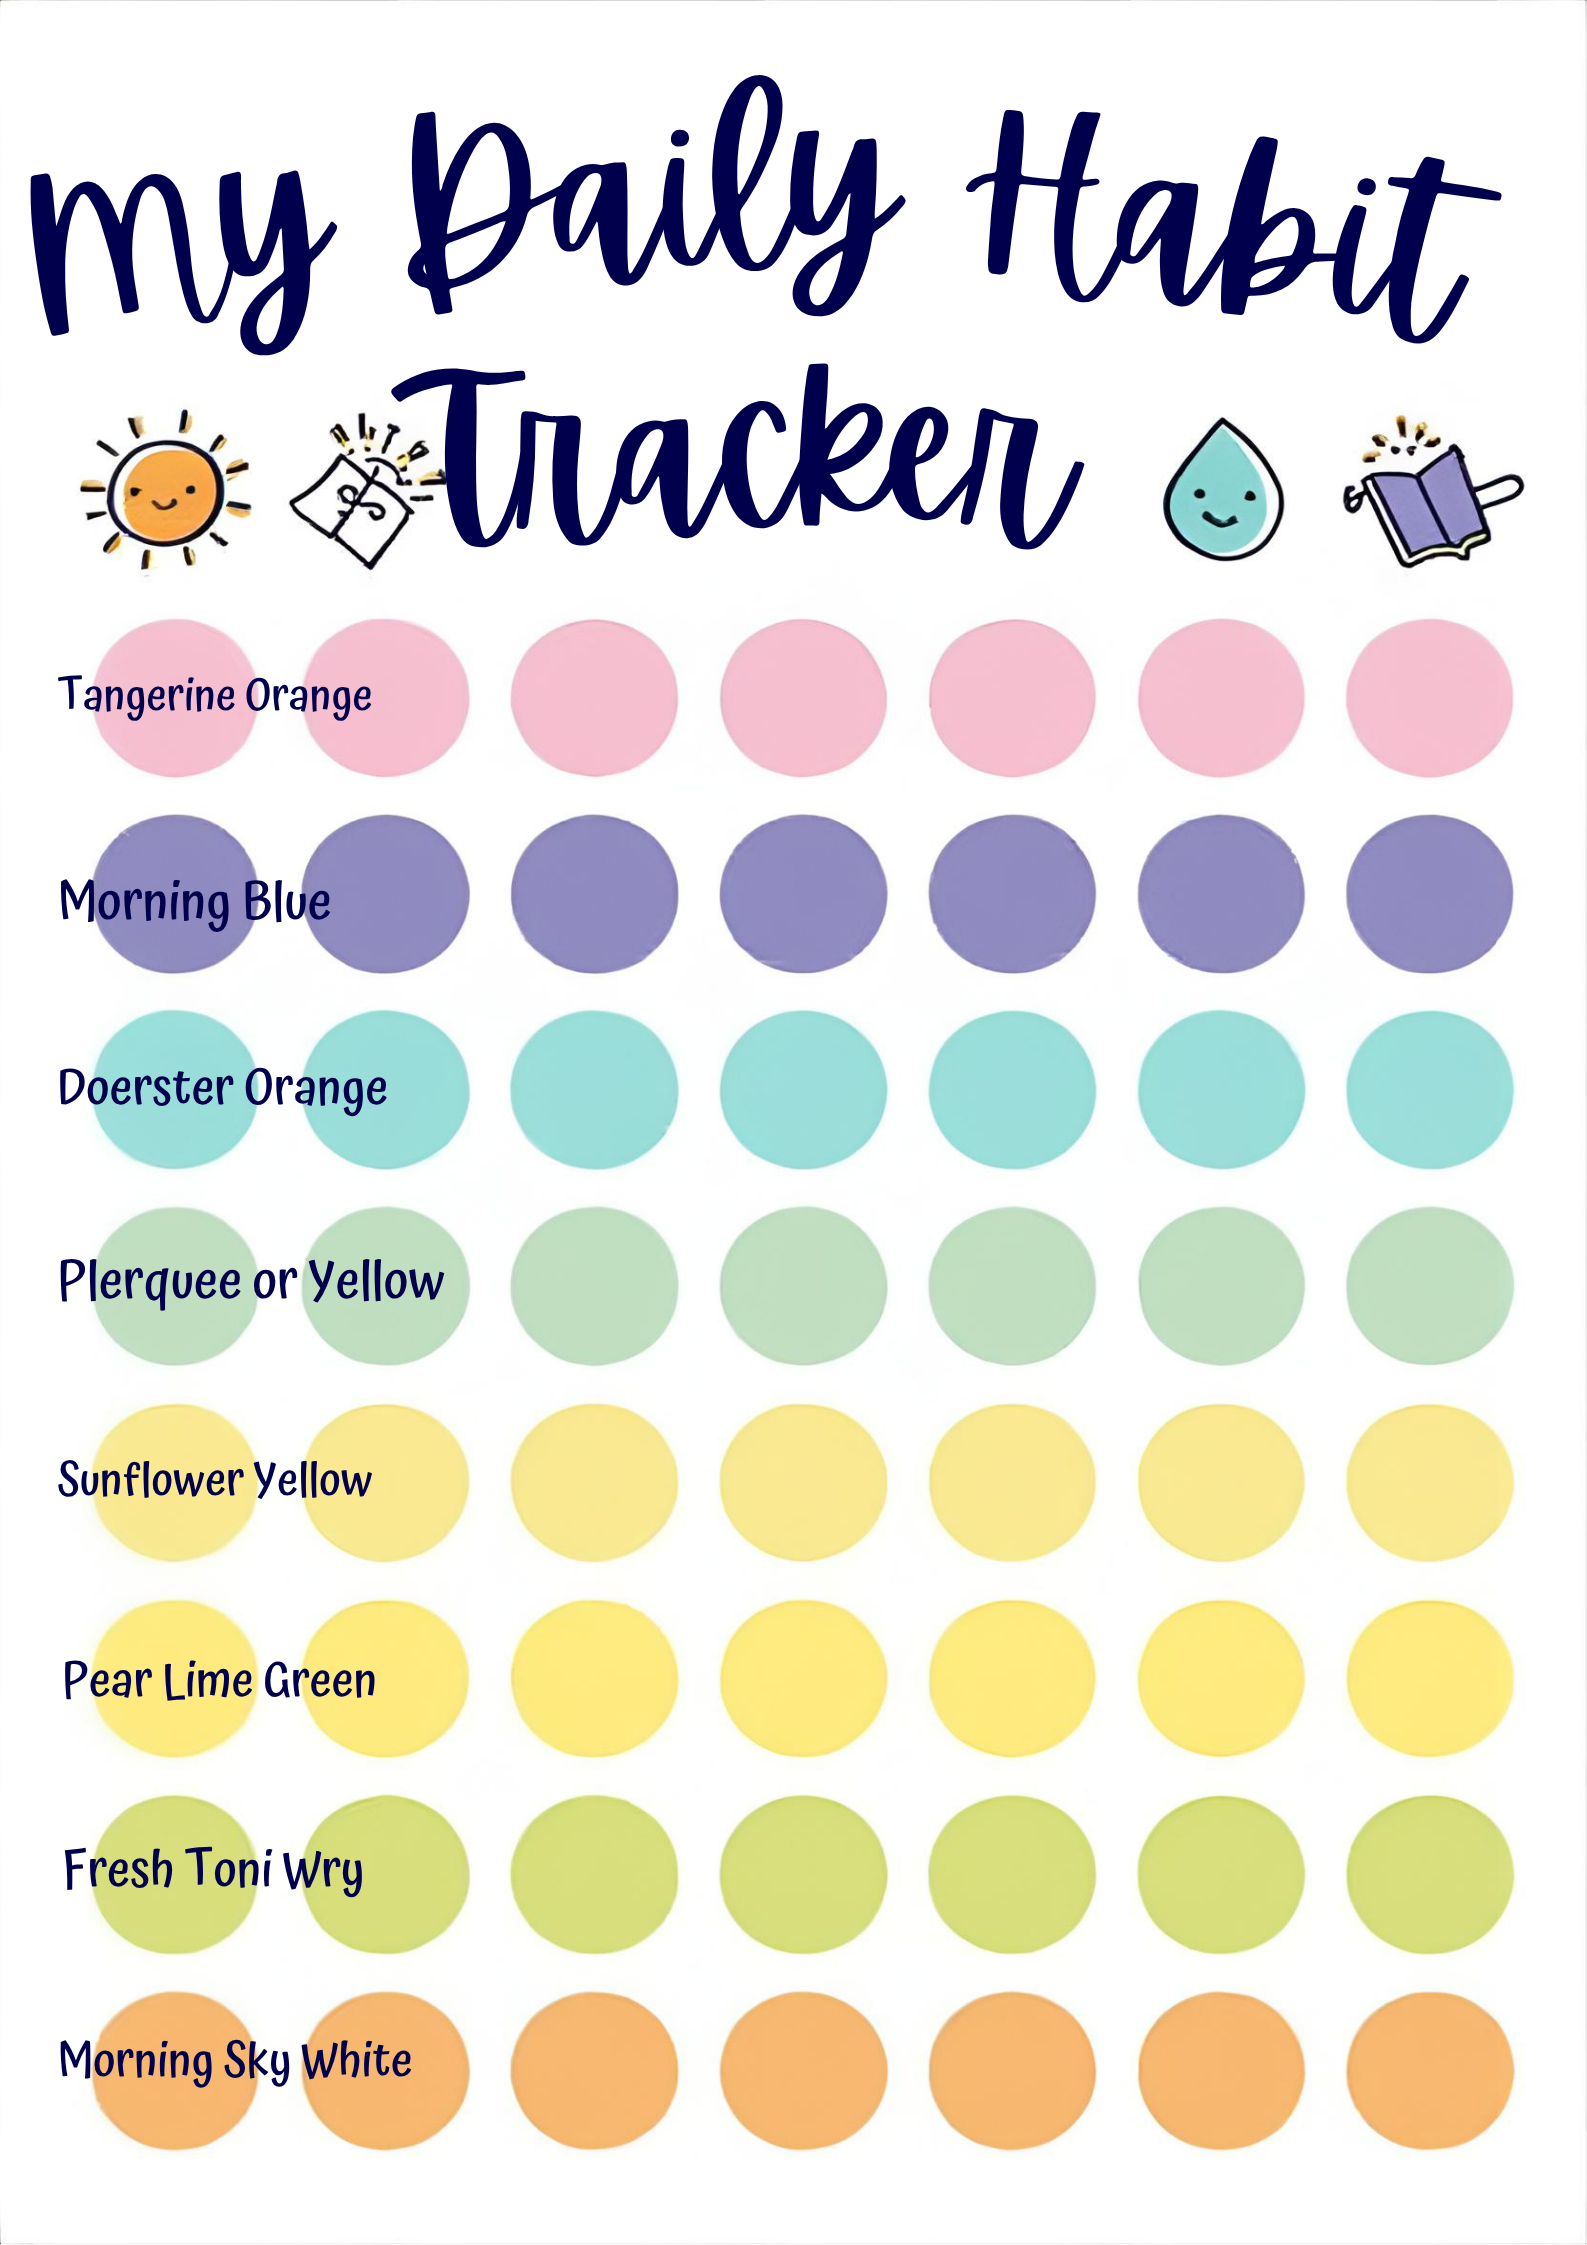 My Daily Habit
Tracker
Tangerine Orange
Morning Blue
Doerster Orange
Plerquee or Yellow
Sunflower Yellow
Pear Lime Green
Fresh Toni Wry
Morning Sky White